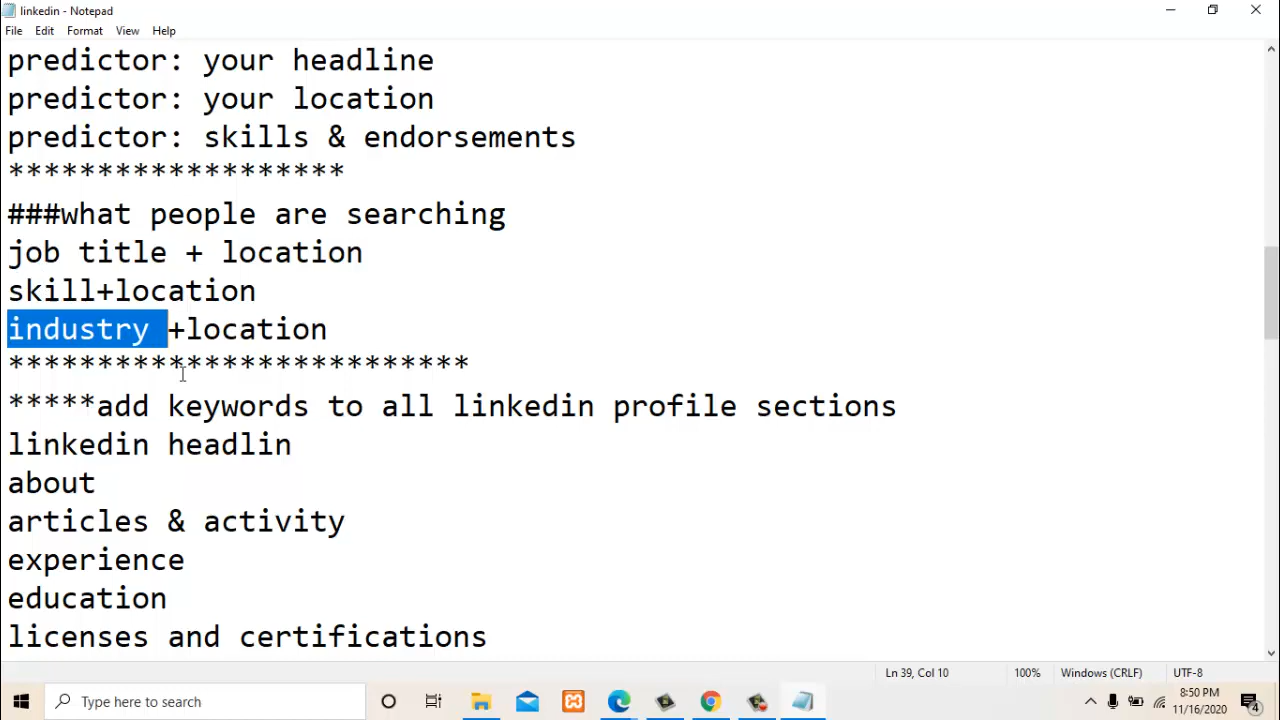 linkedin - Notepad
File Edit Format View Help
predictor: your headline
predictor: your location
predictor: skills & endorsements
*******************
###what people are searching
job title + location
skill+location
industry +location
**************************
*****add keywords to all linkedin profile sections
linkedin headlin
about
articles & activity
experience
education
licenses and certifications
Ln 39, Col 10 100% Windows (CRLF) UTF-8
Type here to search
8:50 PM
11/16/2020
4